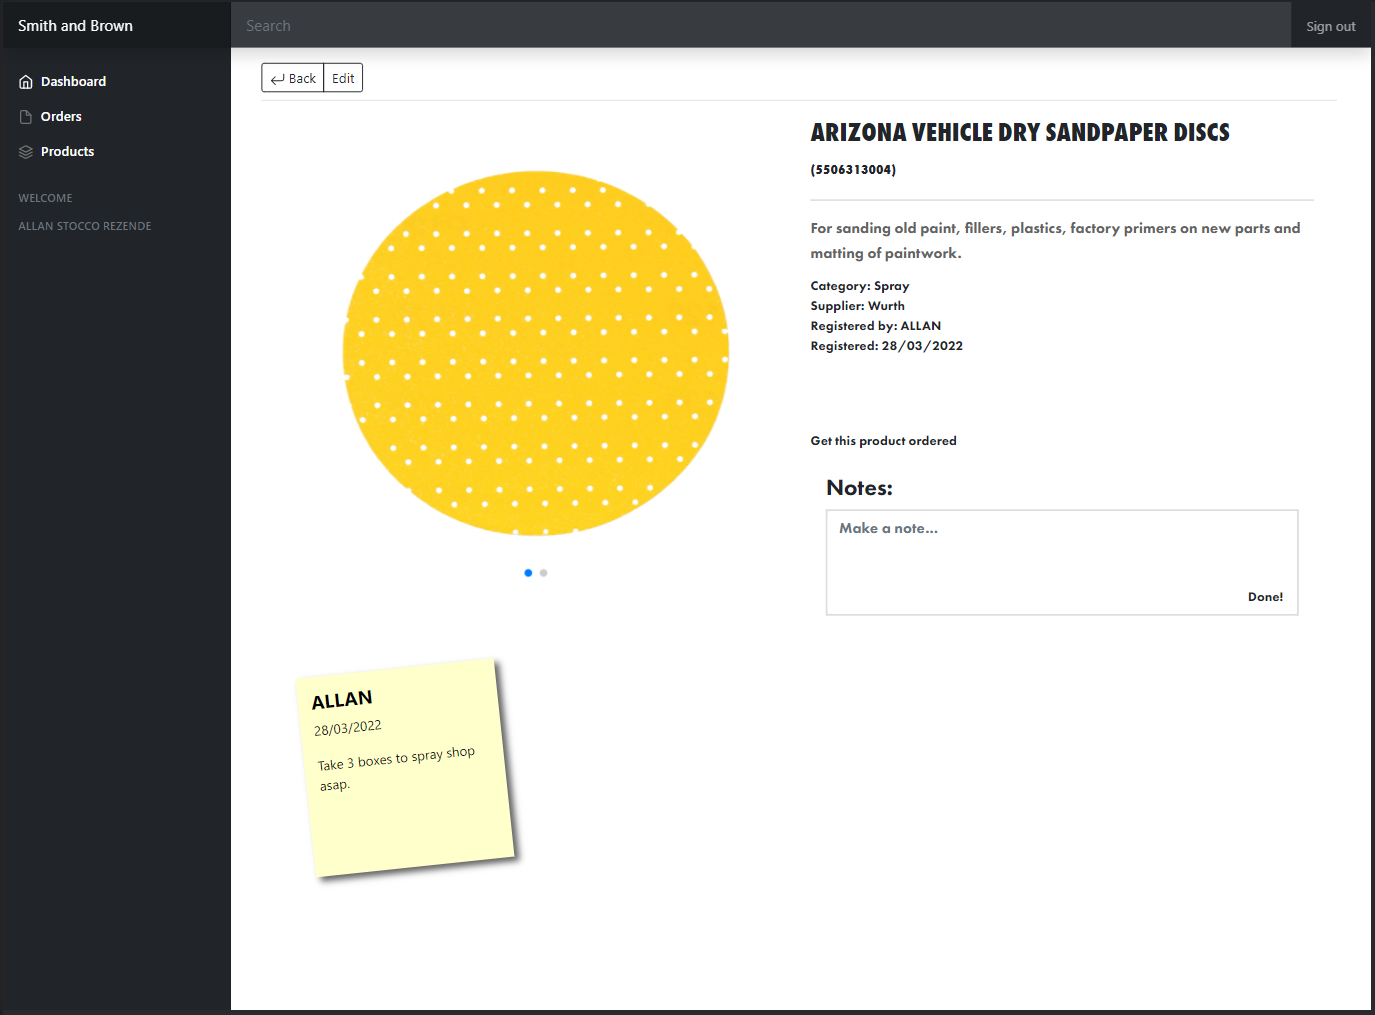 Smith and Brown
Search
Sign out
Dashboard
Orders
Products
WELCOME
ALLAN STOCCO REZENDE
Back
Edit
ARIZONA VEHICLE DRY SANDPAPER DISCS
(5506313004)
For sanding old paint, fillers, plastics, factory primers on new parts and
matting of paintwork.
Category: Spray
Supplier: Wurth
Registered by: ALLAN
Registered: 28/03/2022
Get this product ordered
Notes:
Make a note...
Done!
ALLAN
28/03/2022
Take 3 boxes to spray shop
asap.